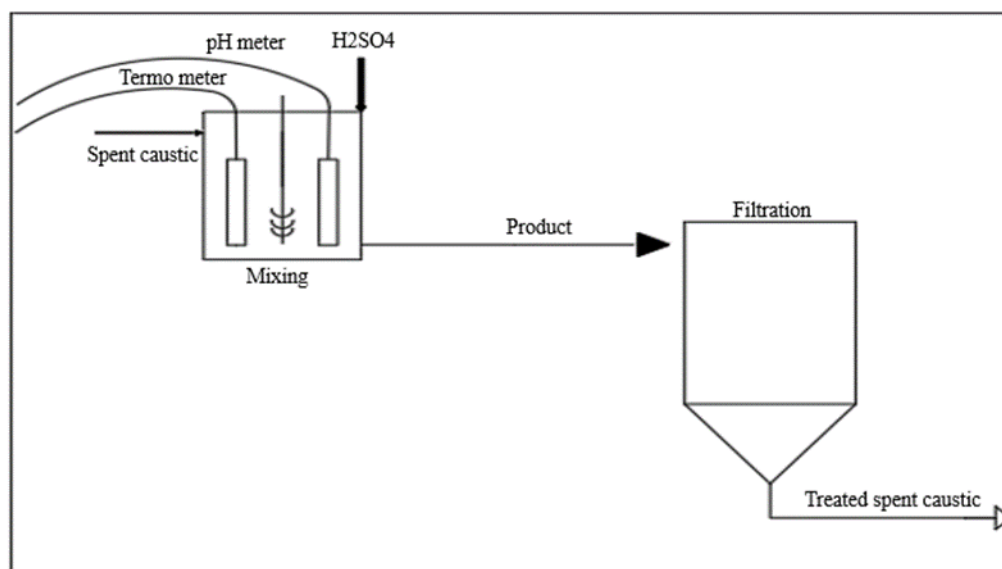 pH meter
H2SO4
Termo meter
Spent caustic
Mixing
Product
Filtration
Treated spent caustic